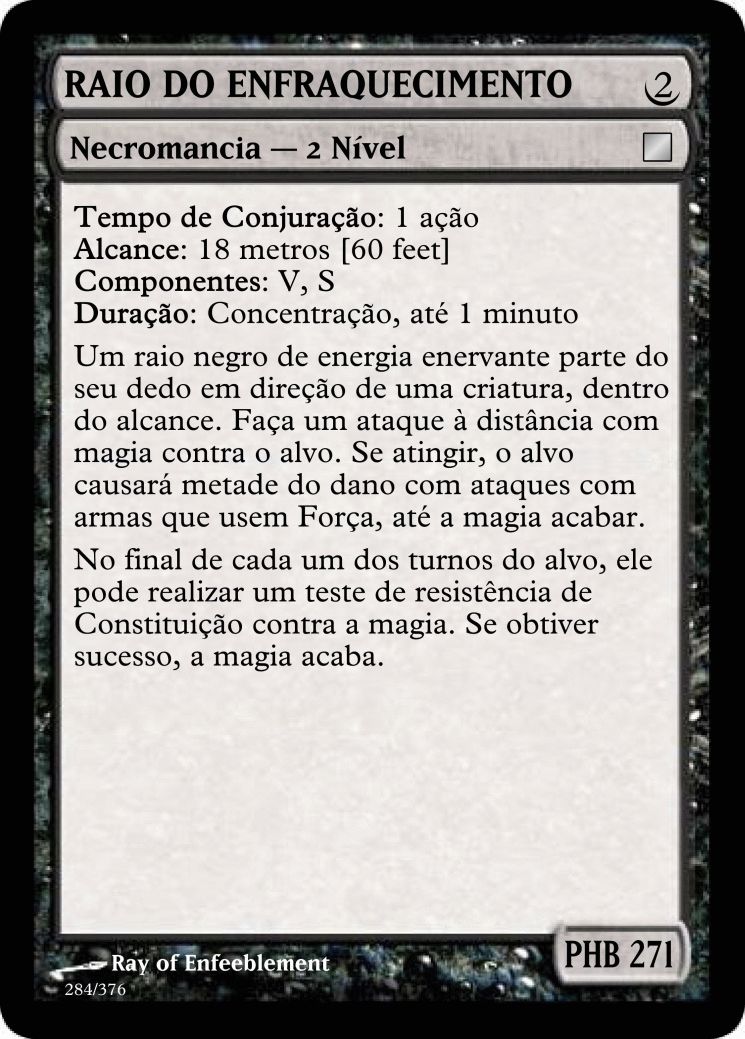 RAIO DO ENFRAQUECIMENTO 2
Necromancia — 2 Nível
Tempo de Conjuração: 1 ação
Alcance: 18 metros [60 feet]
Componentes: V, S
Duração: Concentração, até 1 minuto
Um raio negro de energia enervante parte do
seu dedo em direção de uma criatura, dentro
do alcance. Faça um ataque à distância com
magia contra o alvo. Se atingir, o alvo
causará metade do dano com ataques com
armas que usem Força, até a magia acabar.
No final de cada um dos turnos do alvo, ele
pode realizar um teste de resistência de
Constituição contra a magia. Se obtiver
sucesso, a magia acaba.
PHB 271
Ray of Enfeeblement
284/376